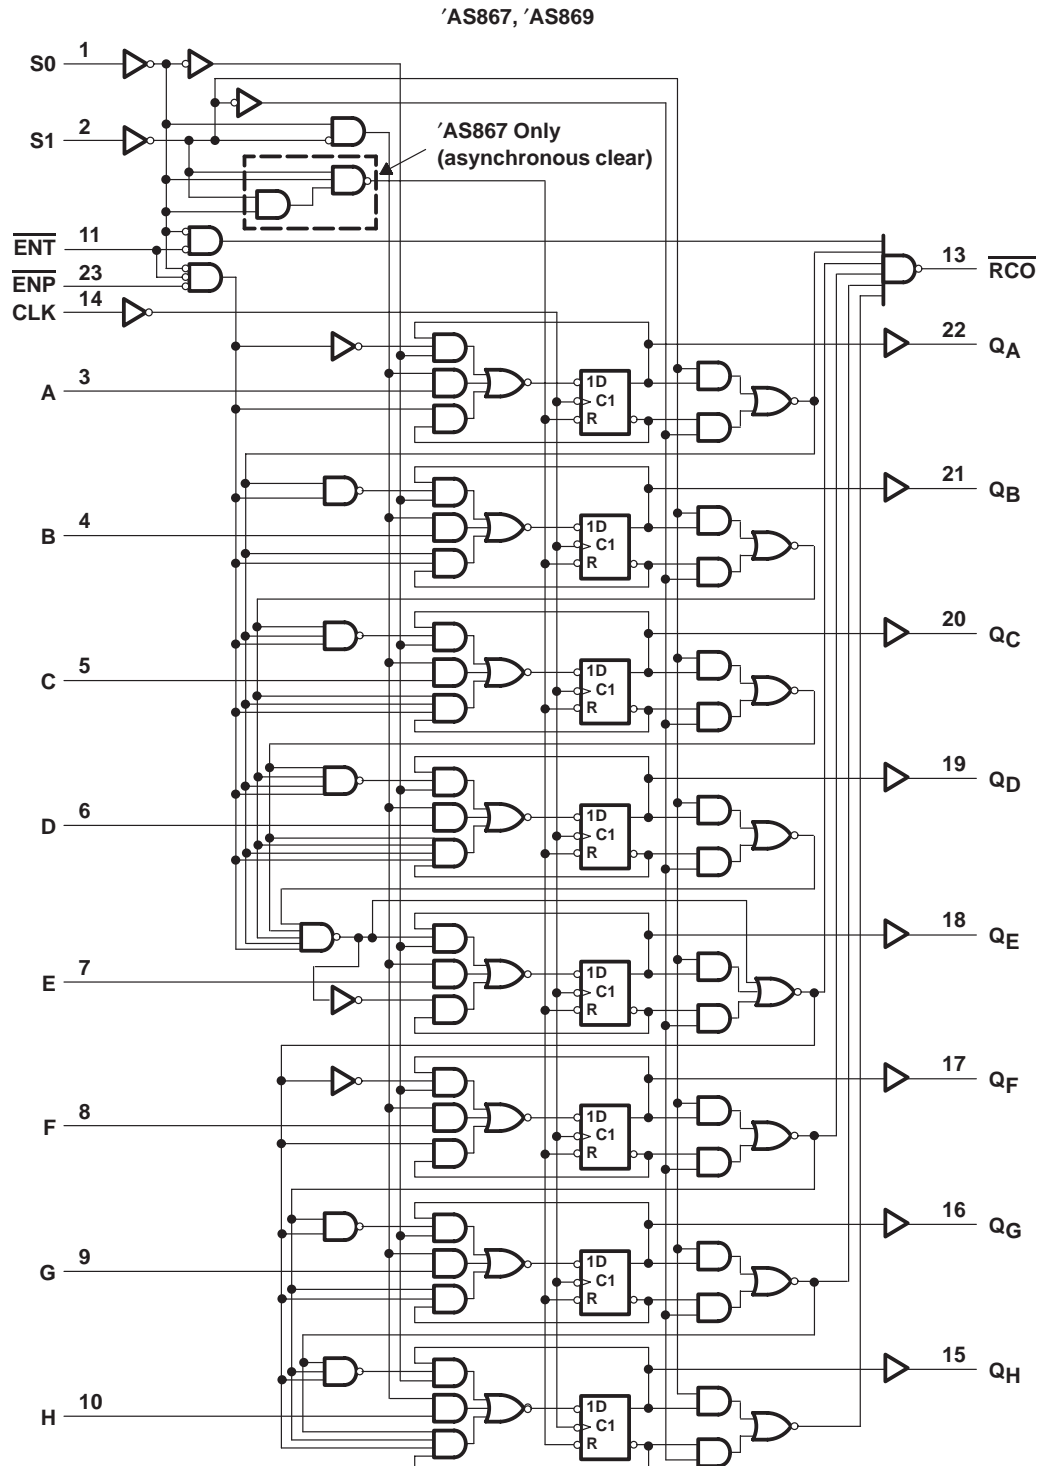 ′AS867, ′AS869
S0 1
S1 2
′AS867 Only
(asynchronous clear)
ENT 11
ENP 23
CLK 14
13 RCO
22 QA
A 3
1D
C1
R
21 QB
B 4
1D
C1
R
20 QC
C 5
1D
C1
R
19 QD
D 6
1D
C1
R
18 QE
E 7
1D
C1
R
17 QF
F 8
1D
C1
R
16 QG
G 9
1D
C1
R
15 QH
H 10
1D
C1
R